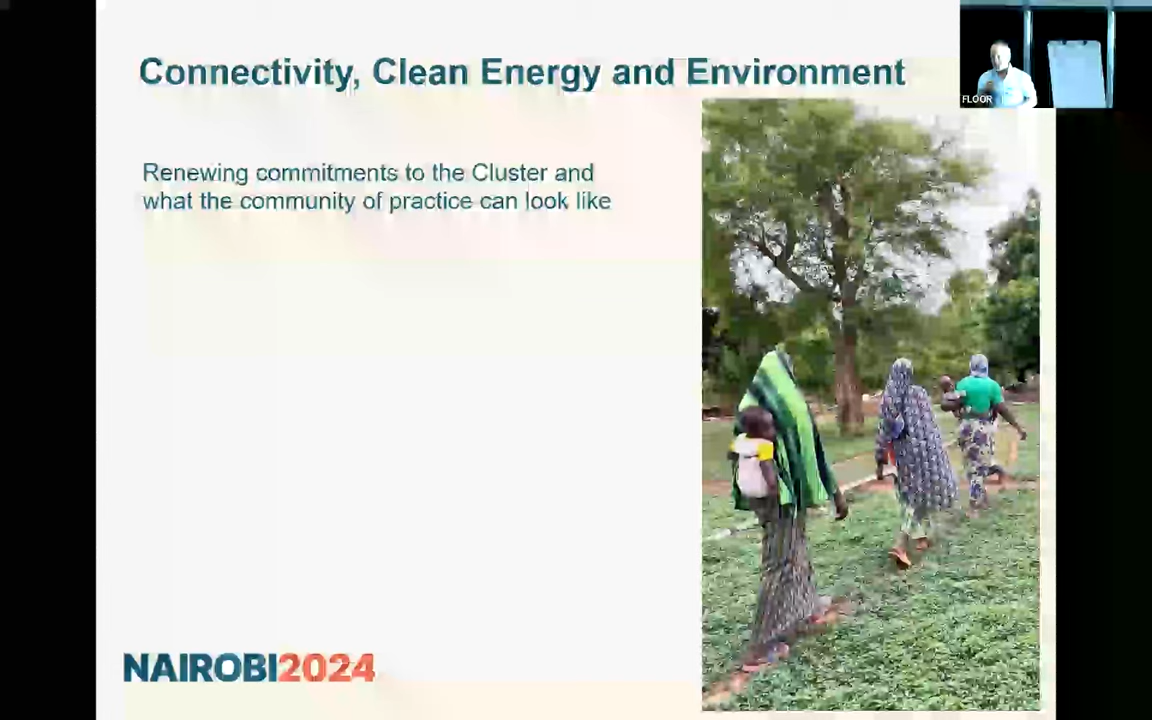 Connectivity, Clean Energy and Environment
FLOOR
Renewing commitments to the Cluster and
what the community of practice can look like
NAIROBI2024